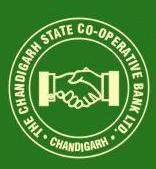 THE CHANDIGARH STATE CO-OPERATIVE BANK LTD.
• CHANDIGARH •